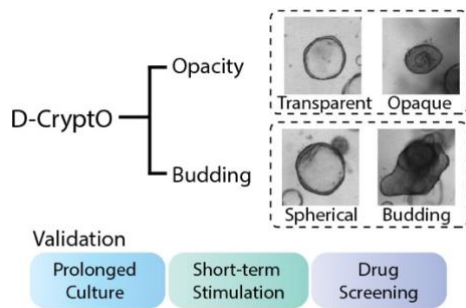 D-CryptO
Opacity
Transparent Opaque
Budding
Spherical Budding
Validation
Prolonged Culture
Short-term Stimulation
Drug Screening